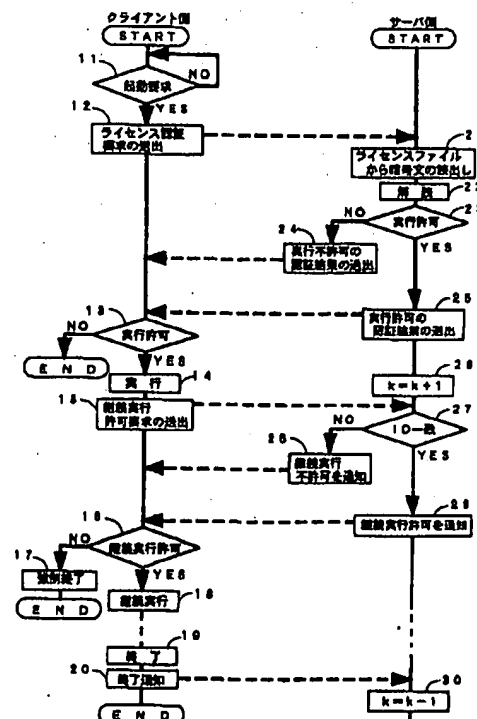 クライアント側
サーバ側
START
START
11
起動要求
NO
YES
12
ライセンス認証
要求の送出
2
ライセンスファイル
から暗号文の読出し
22
解読
2
実行許可
NO
YES
24
実行不許可の
認証結果の送出
25
実行許可の
認証結果の送出
13
実行許可
NO
YES
END
実行
14
k=k+1
15
継続実行
許可要求の送出
27
ID一致
NO
YES
継続実行
不許可を通知
継続実行許可を通知
16
継続実行許可
NO
YES
17
強制終了
END
継続実行
18
終了
19
20
終了通知
END
30
k=k-1